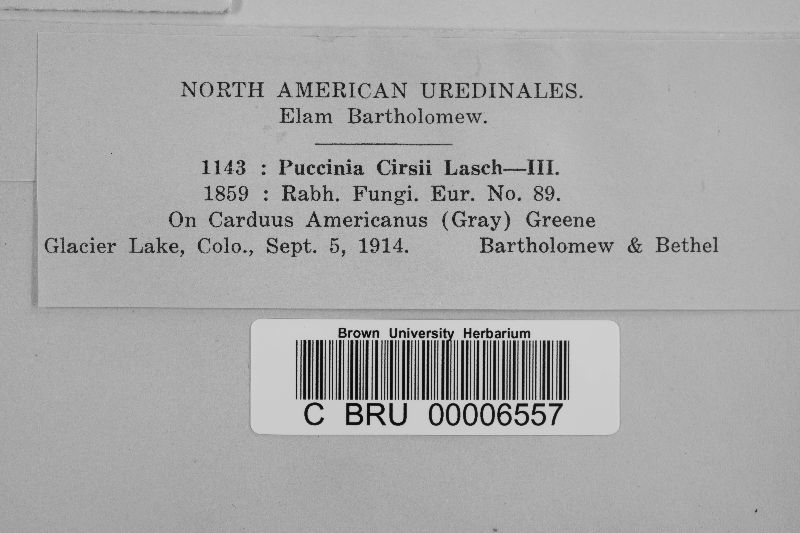 NORTH AMERICAN UREDINALES.
Elam Bartholomew.
1143 : Puccinia Cirsii Lasch—III.
1859 : Rabh. Fungi. Eur. No. 89.
On Carduus Americanus (Gray) Greene
Glacier Lake, Colo., Sept. 5, 1914. Bartholomew & Bethel
Brown University Herbarium
C BRU 00006557